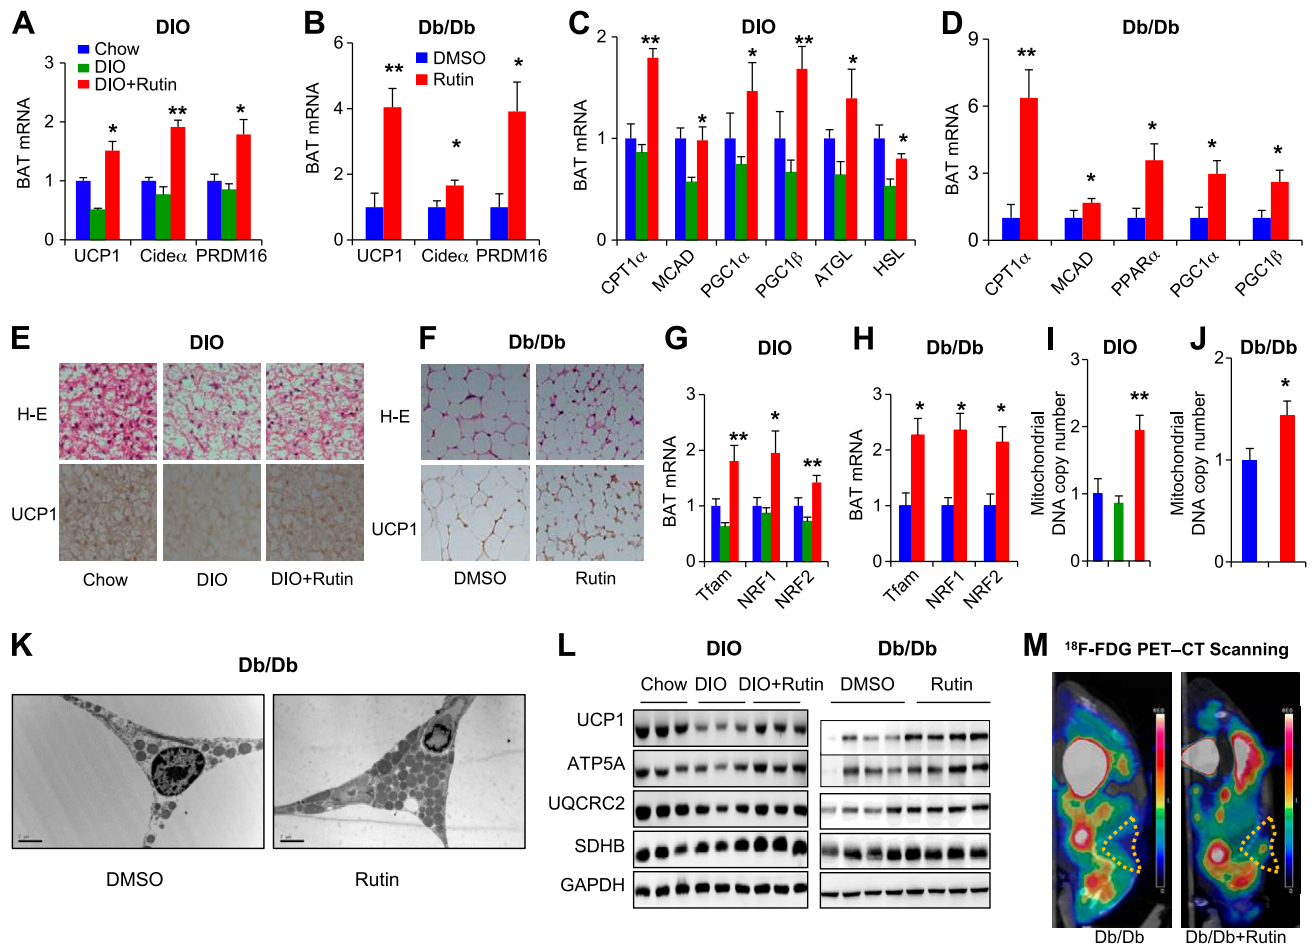 A DIO
Chow
DIO
DIO+Rutin
BAT mRNA
3
2
1
0
* ** *
UCP1 Cideα PRDM16
B Db/Db
DMSO
Rutin
BAT mRNA
6
4
2
0
** * *
UCP1 Cideα PRDM16
C DIO
BAT mRNA
2
1
0
** * * ** * *
CPT1α MCAD PGC1α PGC1β ATGL HSL
D Db/Db
BAT mRNA
9
6
3
0
** * * * *
CPT1α MCAD PPARα PGC1α PGC1β
E DIO
H-E
UCP1
Chow DIO DIO+Rutin
F Db/Db
H-E
UCP1
DMSO Rutin
G DIO
BAT mRNA
3
2
1
0
** * **
Tfam NRF1 NRF2
H Db/Db
BAT mRNA
4
3
2
1
0
* * *
Tfam NRF1 NRF2
I DIO
Mitochondrial
DNA copy number
3
2
1
0
**
J Db/Db
Mitochondrial
DNA copy number
2
1
0
*
K Db/Db
2 μm
2 μm
DMSO Rutin
L DIO Db/Db
Chow DIO DIO+Rutin DMSO Rutin
UCP1
ATP5A
UQCRC2
SDHB
GAPDH
M ¹⁸F-FDG PET–CT Scanning
Db/Db Db/Db+Rutin